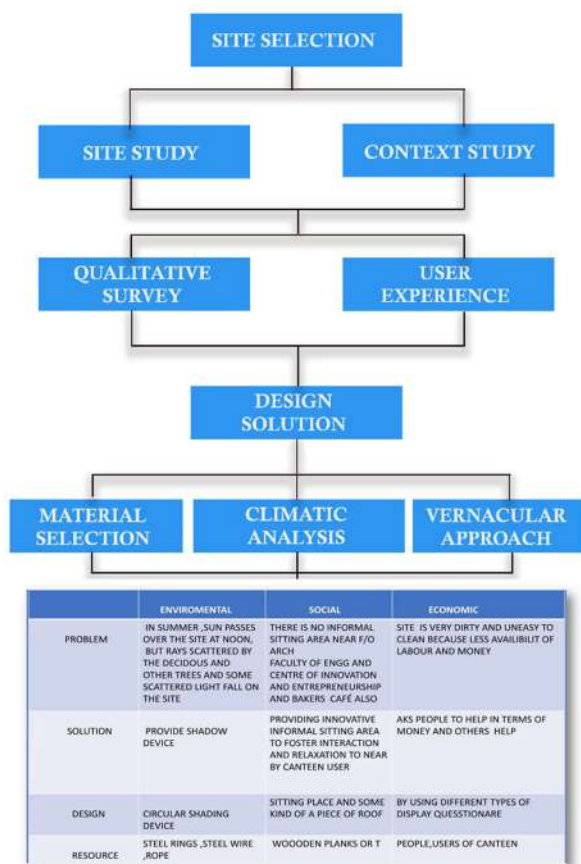 SITE SELECTION
SITE STUDY
CONTEXT STUDY
QUALITATIVE
SURVEY
USER
EXPERIENCE
DESIGN
SOLUTION
MATERIAL
SELECTION
CLIMATIC
ANALYSIS
VERNACULAR
APPROACH
ENVIROMENTAL
SOCIAL
ECONOMIC
PROBLEM
IN SUMMER ,SUN PASSES
OVER THE SITE AT NOON,
BUT RAYS SCATTERED BY
THE DECIDOUS AND
OTHER TREES AND SOME
SCATTERED LIGHT FALL ON
THE SITE
THERE IS NO INFORMAL
SITTING AREA NEAR F/O
ARCH
FACULTY OF ENGG AND
CENTRE OF INNOVATION
AND ENTREPRENEURSHIP
AND BAKERS CAFÉ ALSO
SITE IS VERY DIRTY AND UNEASY TO
CLEAN BECAUSE LESS AVAILIBILIT OF
LABOUR AND MONEY
SOLUTION
PROVIDE SHADOW
DEVICE
PROVIDING INNOVATIVE
INFORMAL SITTING AREA
TO FOSTER INTERACTION
AND RELAXATION TO NEAR
BY CANTEEN USER
AKS PEOPLE TO HELP IN TERMS OF
MONEY AND OTHERS HELP
DESIGN
CIRCULAR SHADING
DEVICE
SITTING PLACE AND SOME
KIND OF A PIECE OF ROOF
BY USING DIFFERENT TYPES OF
DISPLAY QUESSTIONARE
RESOURCE
STEEL RINGS ,STEEL WIRE
,ROPE
WOOODEN PLANKS OR T
PEOPLE,USERS OF CANTEEN